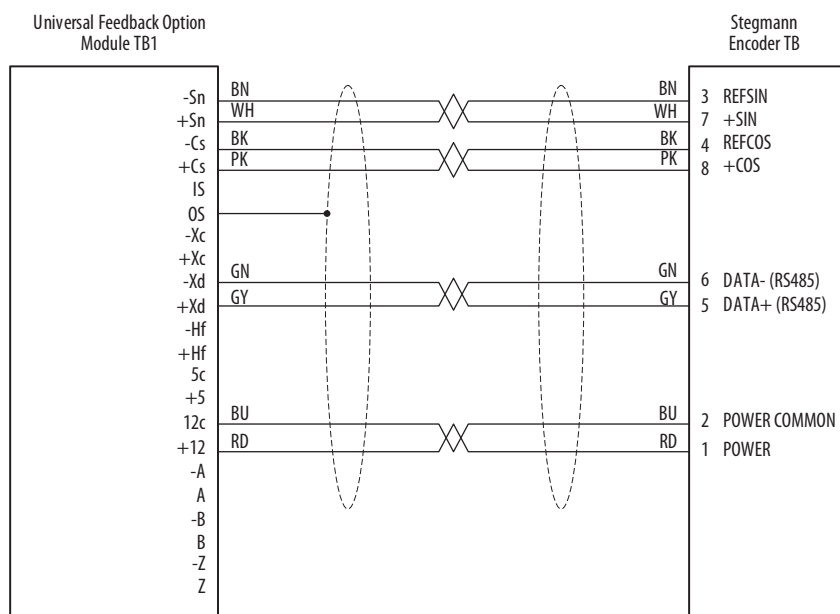 Universal Feedback Option
Module TB1
Stegmann
Encoder TB
-Sn BN BN 3 REFSIN
+Sn WH WH 7 +SIN
-Cs BK BK 4 REFCOS
+Cs PK PK 8 +COS
IS
OS
-Xc
+Xc
-Xd GN GN 6 DATA- (RS485)
+Xd GY GY 5 DATA+ (RS485)
-Hf
+Hf
5c
+5
12c BU BU 2 POWER COMMON
+12 RD RD 1 POWER
-A
A
-B
B
-Z
Z